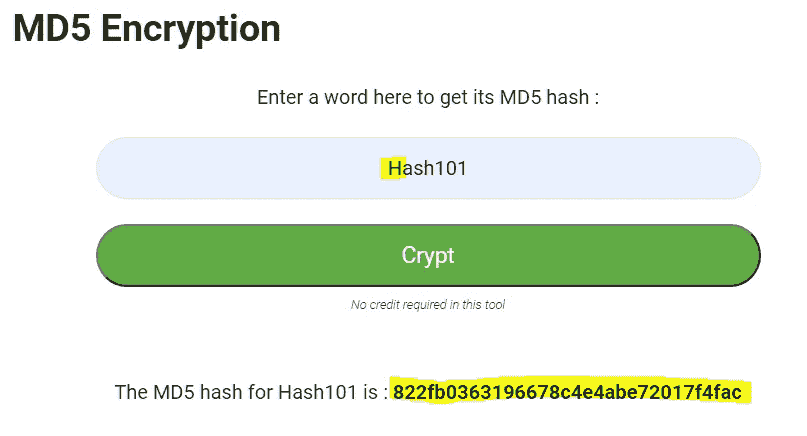 MD5 Encryption
Enter a word here to get its MD5 hash :
Hash101
Crypt
No credit required in this tool
The MD5 hash for Hash101 is : 822fb0363196678c4e4abe72017f4fac